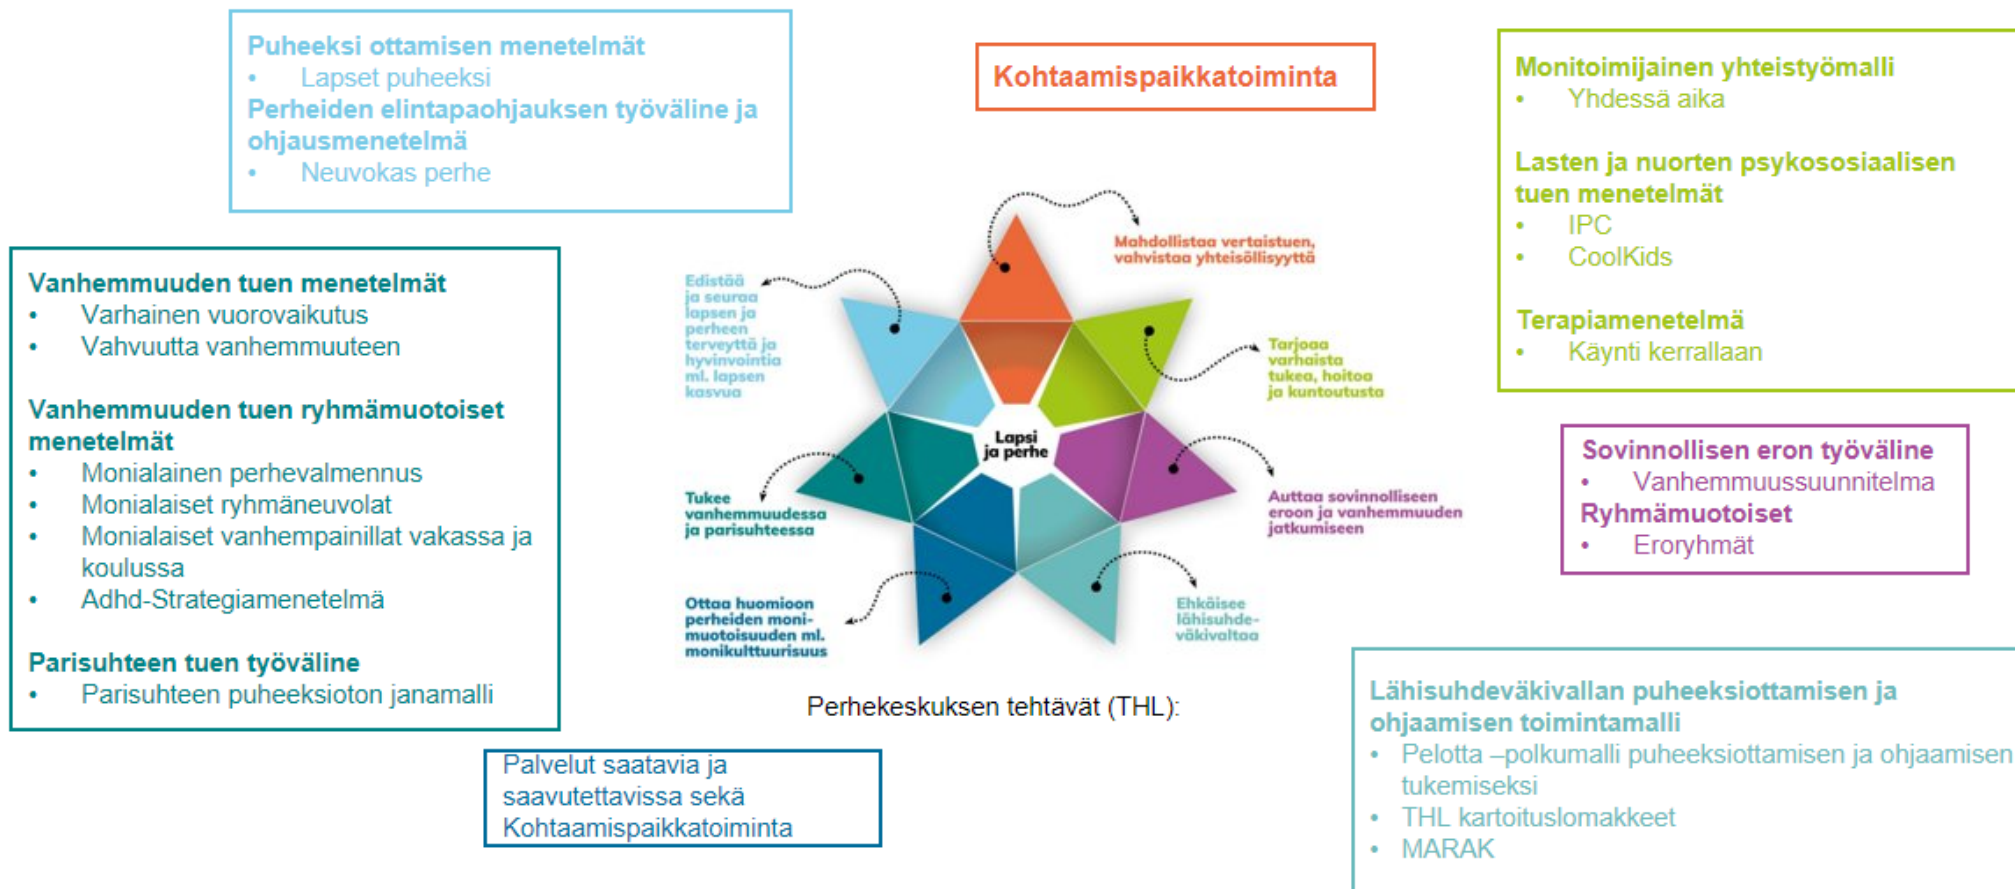 Puheeksi ottamisen menetelmät
• Lapset puheeksi
Perheiden elintapaohjauksen työväline ja
ohjausmenetelmä
• Neuvokas perhe
Kohtaamispaikkatoiminta
Monitoimijainen yhteistyömalli
• Yhdessä aika
Lasten ja nuorten psykososiaalisen
tuen menetelmät
• IPC
• CoolKids
Terapiamenetelmä
• Käynti kerrallaan
Vanhemmuuden tuen menetelmät
• Varhainen vuorovaikutus
• Vahvuutta vanhemmuuteen
Vanhemmuuden tuen ryhmämuotoiset
menetelmät
• Monialainen perhevalmennus
• Monialaiset ryhmäneuvolat
• Monialaiset vanhempainillat vakassa ja
koulussa
• Adhd-Strategiamenetelmä
Parisuhteen tuen työväline
• Parisuhteen puheeksioton janamalli
Mahdollistaa vertaistuen,
vahvistaa yhteisöllisyyttä
Edistää
ja seuraa
lapsen ja
perheen
terveyttä ja
hyvinvointia
ml. lapsen
kasvua
Tarjoaa
varhaista
tukea, hoitoa
ja kuntoutusta
Lapsi
ja perhe
Tukee
vanhemmuudessa
ja parisuhteessa
Auttaa sovinnolliseen
eroon ja vanhemmuuden
jatkumiseen
Ottaa huomioon
perheiden moni-
muotoisuuden ml.
monikulttuurisuus
Ehkäisee
lähisuhde-
väkivaltaa
Sovinnollisen eron työväline
• Vanhemmuussuunnitelma
Ryhmämuotoiset
• Eroryhmät
Perhekeskuksen tehtävät (THL):
Palvelut saatavia ja
saavutettavissa sekä
Kohtaamispaikkatoiminta
Lähisuhdeväkivallan puheeksiottamisen ja
ohjaamisen toimintamalli
• Pelotta –polkumalli puheeksiottamisen ja ohjaamisen
tukemiseksi
• THL kartoituslomakkeet
• MARAK